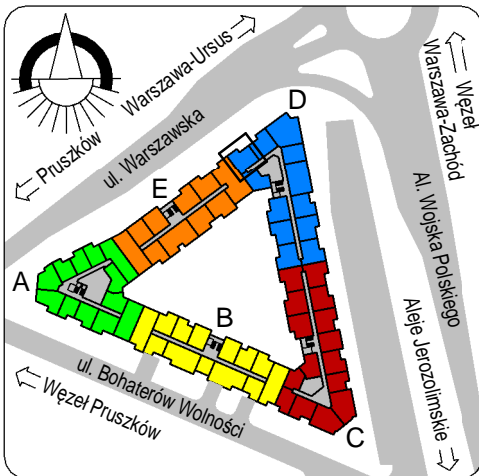 Warszawa-Ursus
Pruszków
ul. Warszawska
Węzeł
Warszawa-Zachód
Al. Wojska Polskiego
Aleje Jerozolimskie
D
E
A
B
C
ul. Bohaterów Wolności
Węzeł Pruszków